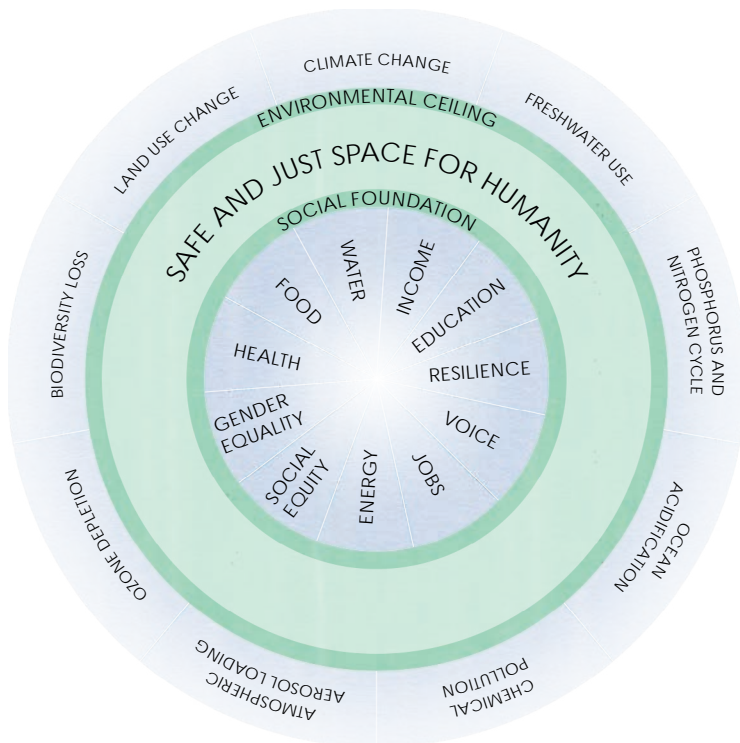 CLIMATE CHANGE
FRESHWATER USE
PHOSPHORUS AND
NITROGEN CYCLE
OCEAN
ACIDIFICATION
CHEMICAL
POLLUTION
ATMOSPHERIC
AEROSOL LOADING
OZONE DEPLETION
BIODIVERSITY LOSS
LAND USE CHANGE
ENVIRONMENTAL CEILING
SAFE AND JUST SPACE FOR HUMANITY
SOCIAL FOUNDATION
WATER
INCOME
EDUCATION
RESILIENCE
VOICE
JOBS
ENERGY
SOCIAL
EQUITY
GENDER
EQUALITY
HEALTH
FOOD